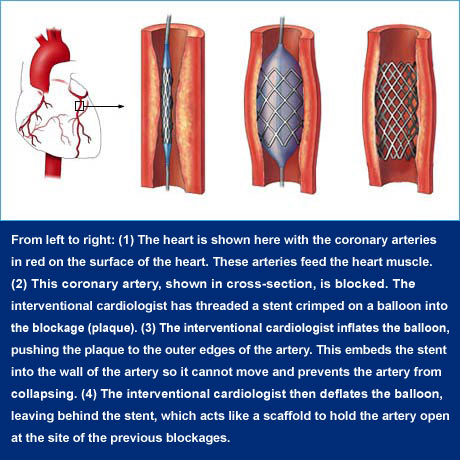 From left to right: (1) The heart is shown here with the coronary arteries
in red on the surface of the heart. These arteries feed the heart muscle.
(2) This coronary artery, shown in cross-section, is blocked. The
interventional cardiologist has threaded a stent crimped on a balloon into
the blockage (plaque). (3) The interventional cardiologist inflates the balloon,
pushing the plaque to the outer edges of the artery. This embeds the stent
into the wall of the artery so it cannot move and prevents the artery from
collapsing. (4) The interventional cardiologist then deflates the balloon,
leaving behind the stent, which acts like a scaffold to hold the artery open
at the site of the previous blockages.